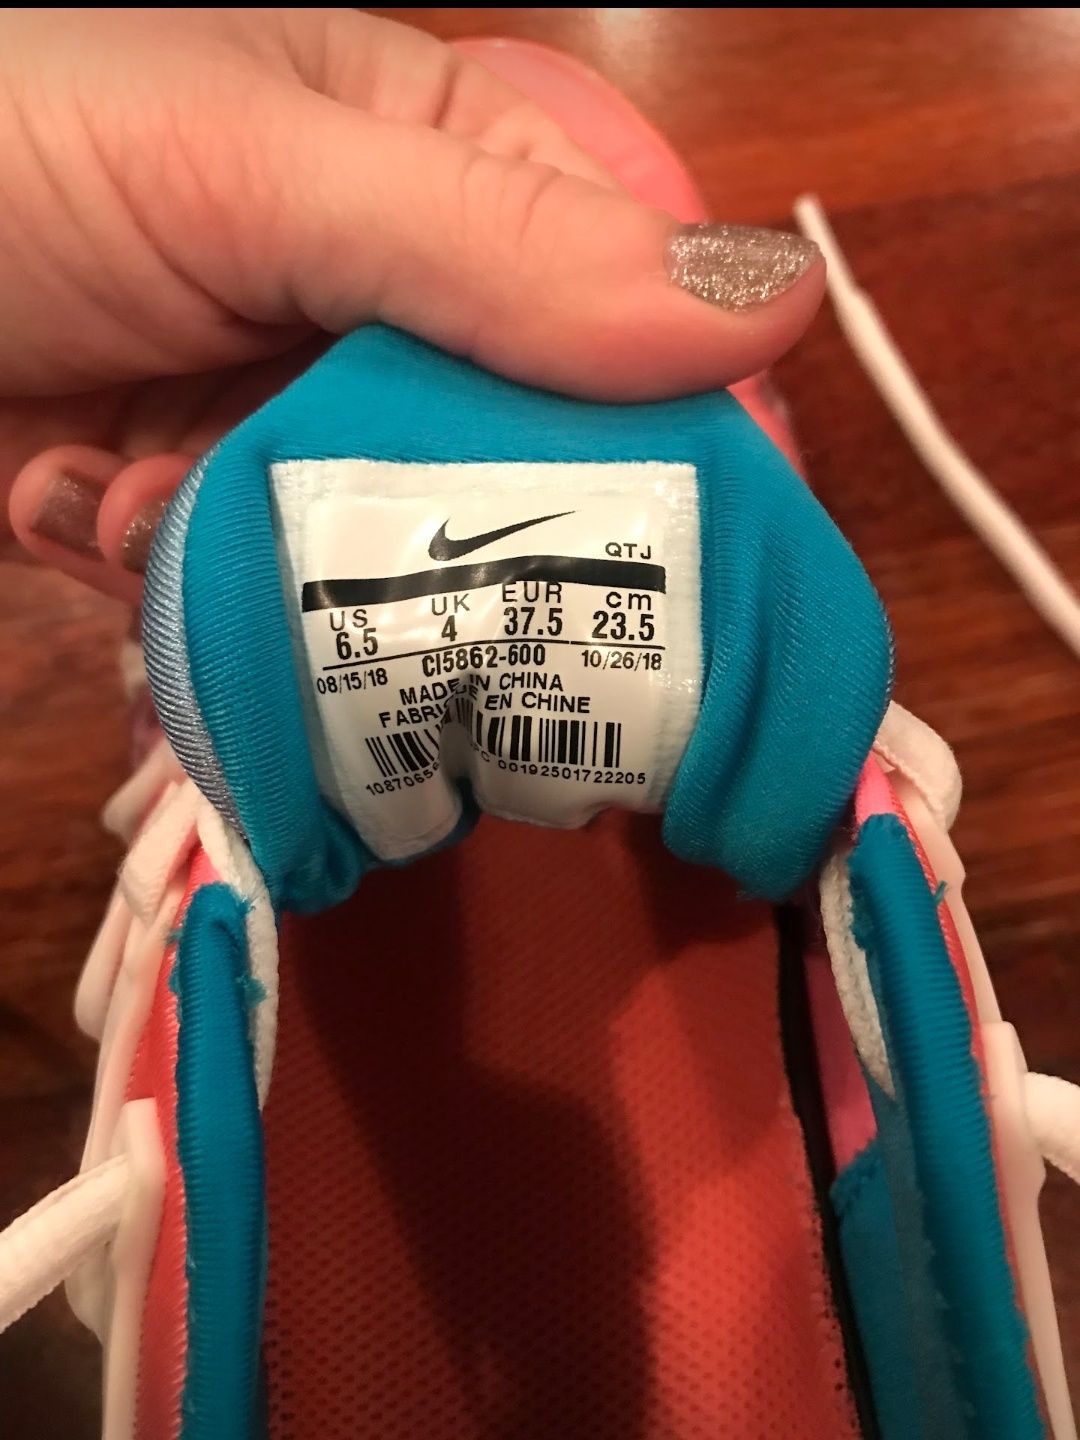 QTJ
US UK EUR cm
6.5 4 37.5 23.5
08/15/18 CI5862-600 10/26/18
MADE IN CHINA
EN CHINE
00192501722205